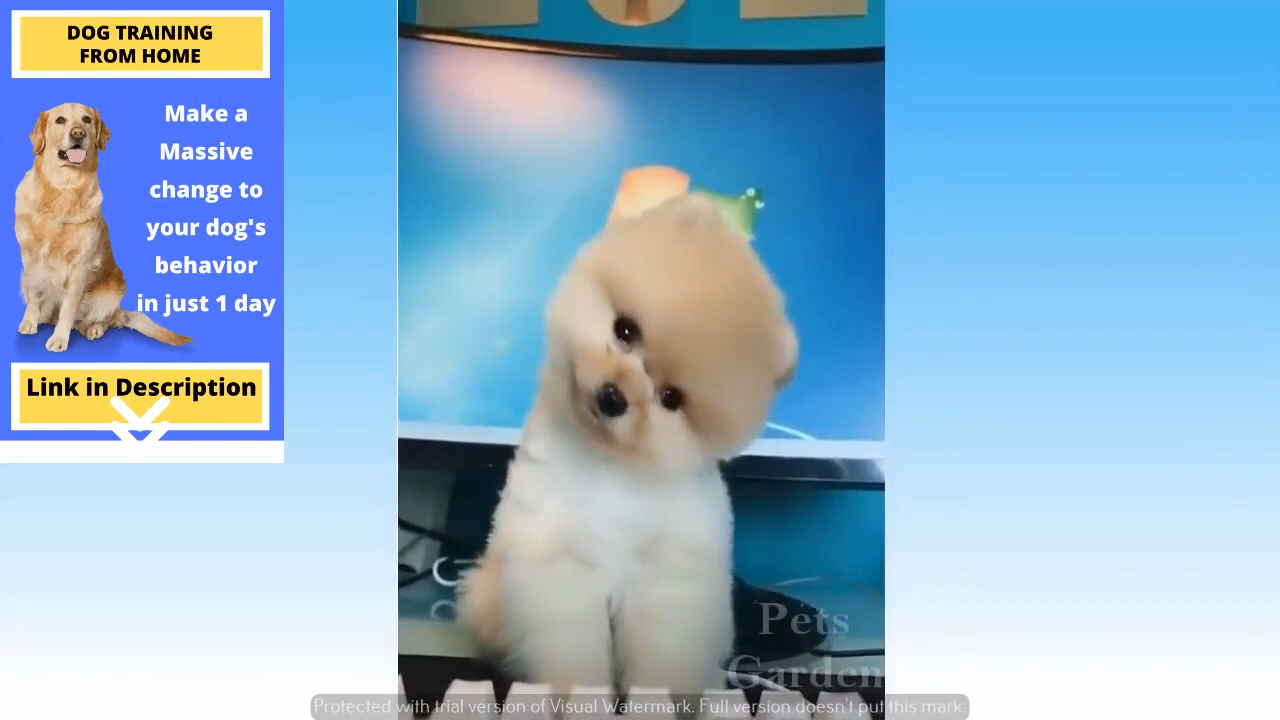 DOG TRAINING
FROM HOME
Make a
Massive
change to
your dog's
behavior
in just 1 day
Link in Description
Pets
Garden
Protected with trial version of Visual Watermark. Full version doesn't put this mark.